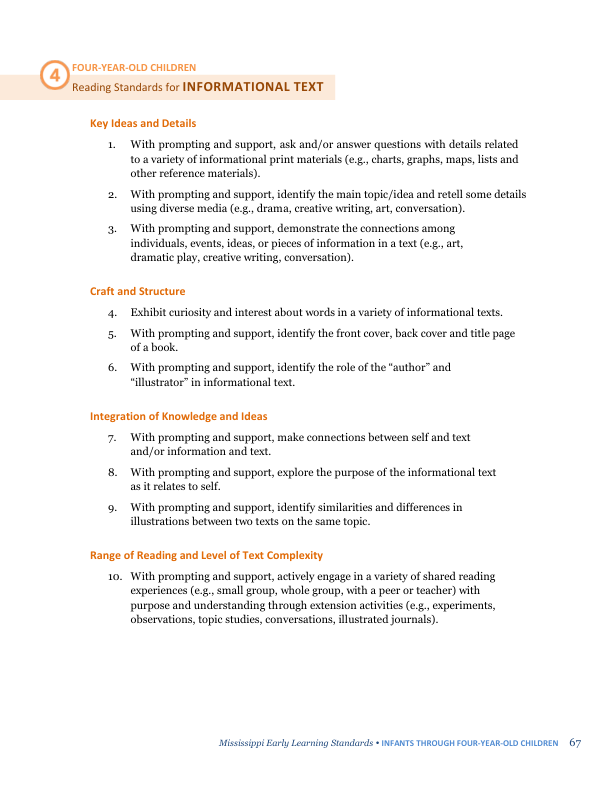 4
FOUR-YEAR-OLD CHILDREN
Reading Standards for INFORMATIONAL TEXT
Key Ideas and Details
1. With prompting and support, ask and/or answer questions with details related
to a variety of informational print materials (e.g., charts, graphs, maps, lists and
other reference materials).
2. With prompting and support, identify the main topic/idea and retell some details
using diverse media (e.g., drama, creative writing, art, conversation).
3. With prompting and support, demonstrate the connections among
individuals, events, ideas, or pieces of information in a text (e.g., art,
dramatic play, creative writing, conversation).
Craft and Structure
4. Exhibit curiosity and interest about words in a variety of informational texts.
5. With prompting and support, identify the front cover, back cover and title page
of a book.
6. With prompting and support, identify the role of the “author” and
“illustrator” in informational text.
Integration of Knowledge and Ideas
7. With prompting and support, make connections between self and text
and/or information and text.
8. With prompting and support, explore the purpose of the informational text
as it relates to self.
9. With prompting and support, identify similarities and differences in
illustrations between two texts on the same topic.
Range of Reading and Level of Text Complexity
10. With prompting and support, actively engage in a variety of shared reading
experiences (e.g., small group, whole group, with a peer or teacher) with
purpose and understanding through extension activities (e.g., experiments,
observations, topic studies, conversations, illustrated journals).
Mississippi Early Learning Standards • INFANTS THROUGH FOUR-YEAR-OLD CHILDREN 67